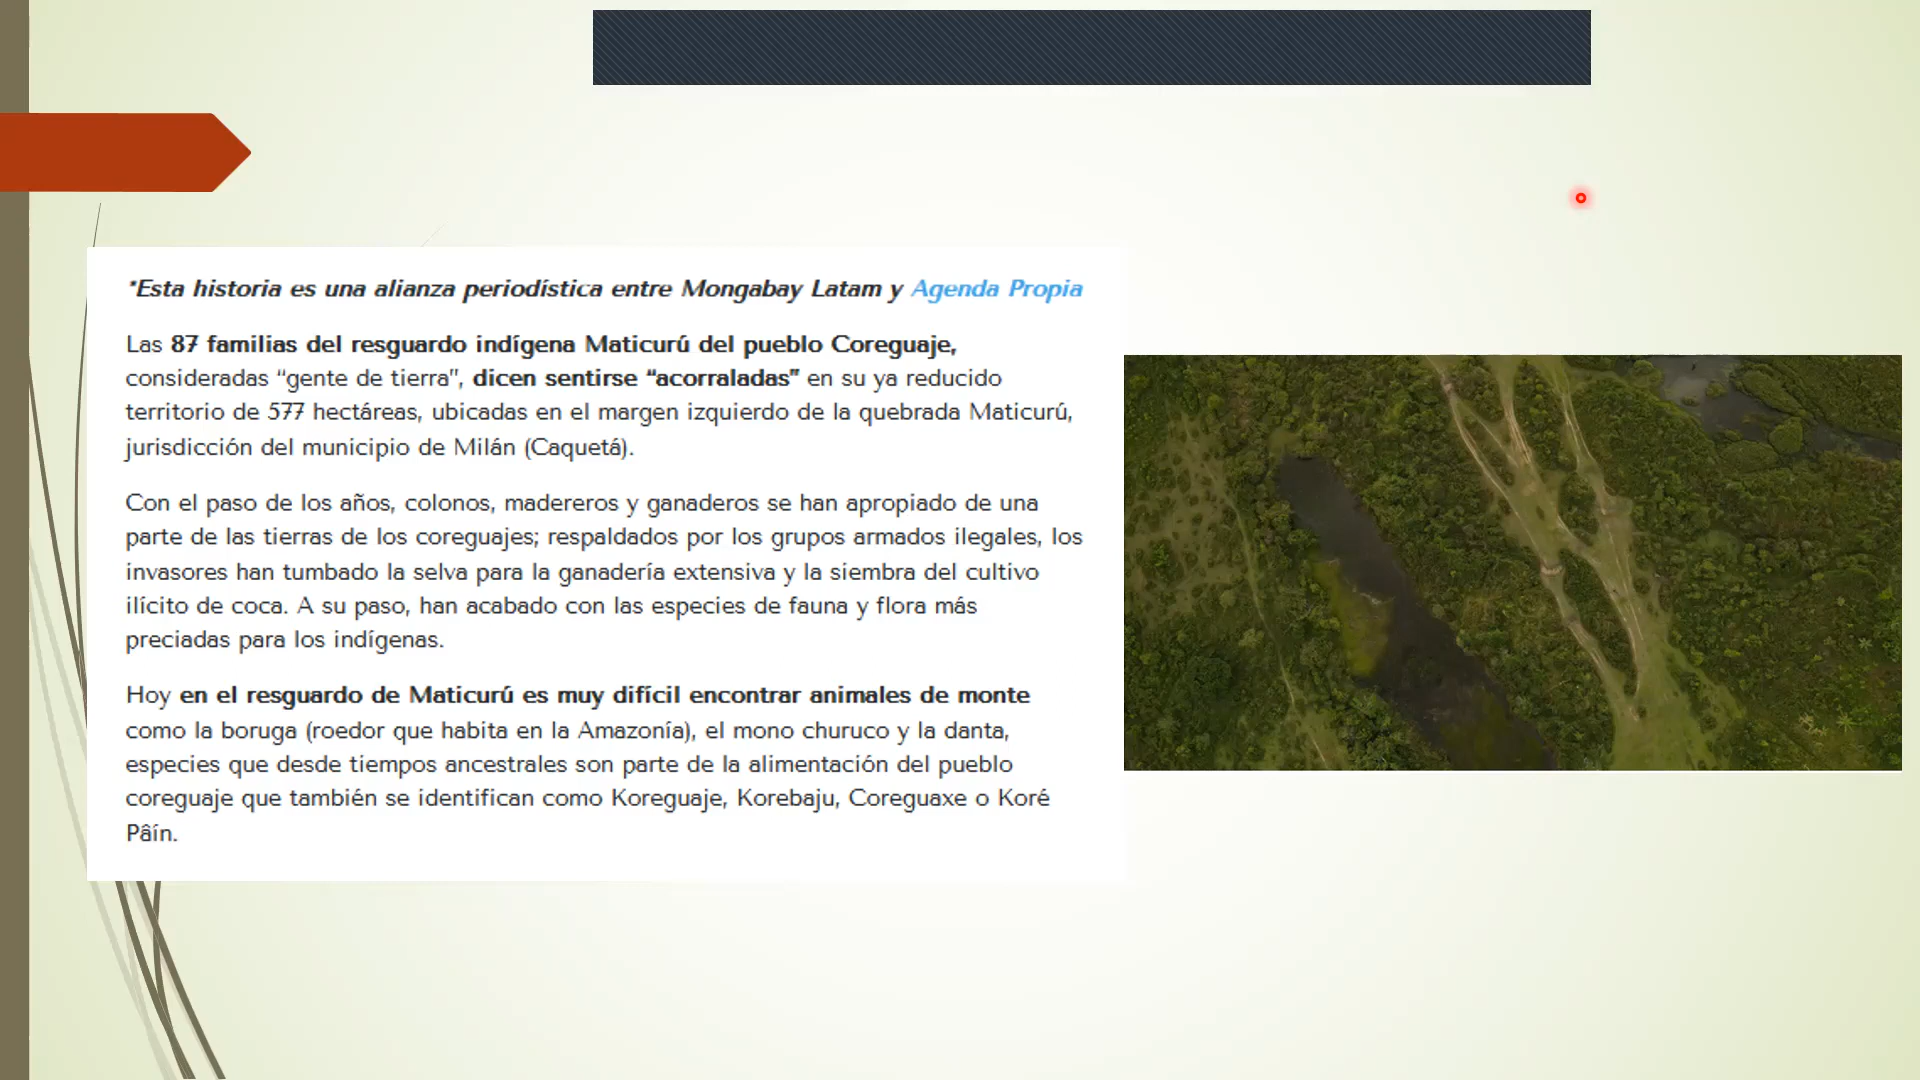 *Esta historia es una alianza periodística entre Mongabay Latam y Agenda Propia
Las 87 familias del resguardo indígena Maticurú del pueblo Coreguaje,
consideradas “gente de tierra”, dicen sentirse “acorraladas” en su ya reducido
territorio de 577 hectáreas, ubicadas en el margen izquierdo de la quebrada Maticurú,
jurisdicción del municipio de Milán (Caquetá).
Con el paso de los años, colonos, madereros y ganaderos se han apropiado de una
parte de las tierras de los coreguajes; respaldados por los grupos armados ilegales, los
invasores han tumbado la selva para la ganadería extensiva y la siembra del cultivo
ilícito de coca. A su paso, han acabado con las especies de fauna y flora más
preciadas para los indígenas.
Hoy en el resguardo de Maticurú es muy difícil encontrar animales de monte
como la boruga (roedor que habita en la Amazonía), el mono churuco y la danta,
especies que desde tiempos ancestrales son parte de la alimentación del pueblo
coreguaje que también se identifican como Koreguaje, Korebaju, Coreguaxe o Koré
Pâín.